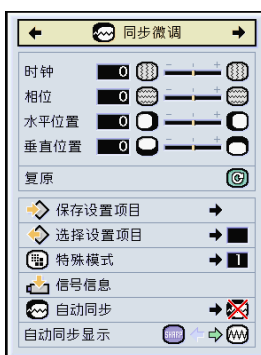 同步微调
时钟 0
相位 0
水平位置 0
垂直位置 0
复原
保存设置项目
选择设置项目
特殊模式 1
信号信息
自动同步
自动同步显示 SHARP